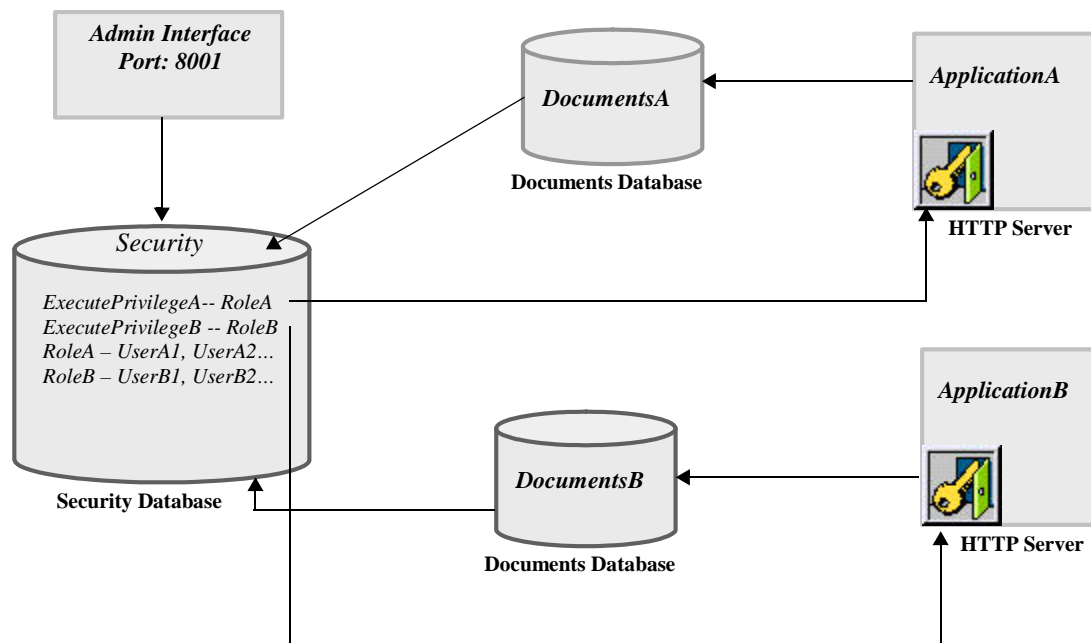 Admin Interface
Port: 8001
DocumentsA
Documents Database
ApplicationA
HTTP Server
Security
ExecutePrivilegeA-- RoleA
ExecutePrivilegeB -- RoleB
RoleA – UserA1, UserA2...
RoleB – UserB1, UserB2...
Security Database
DocumentsB
Documents Database
ApplicationB
HTTP Server